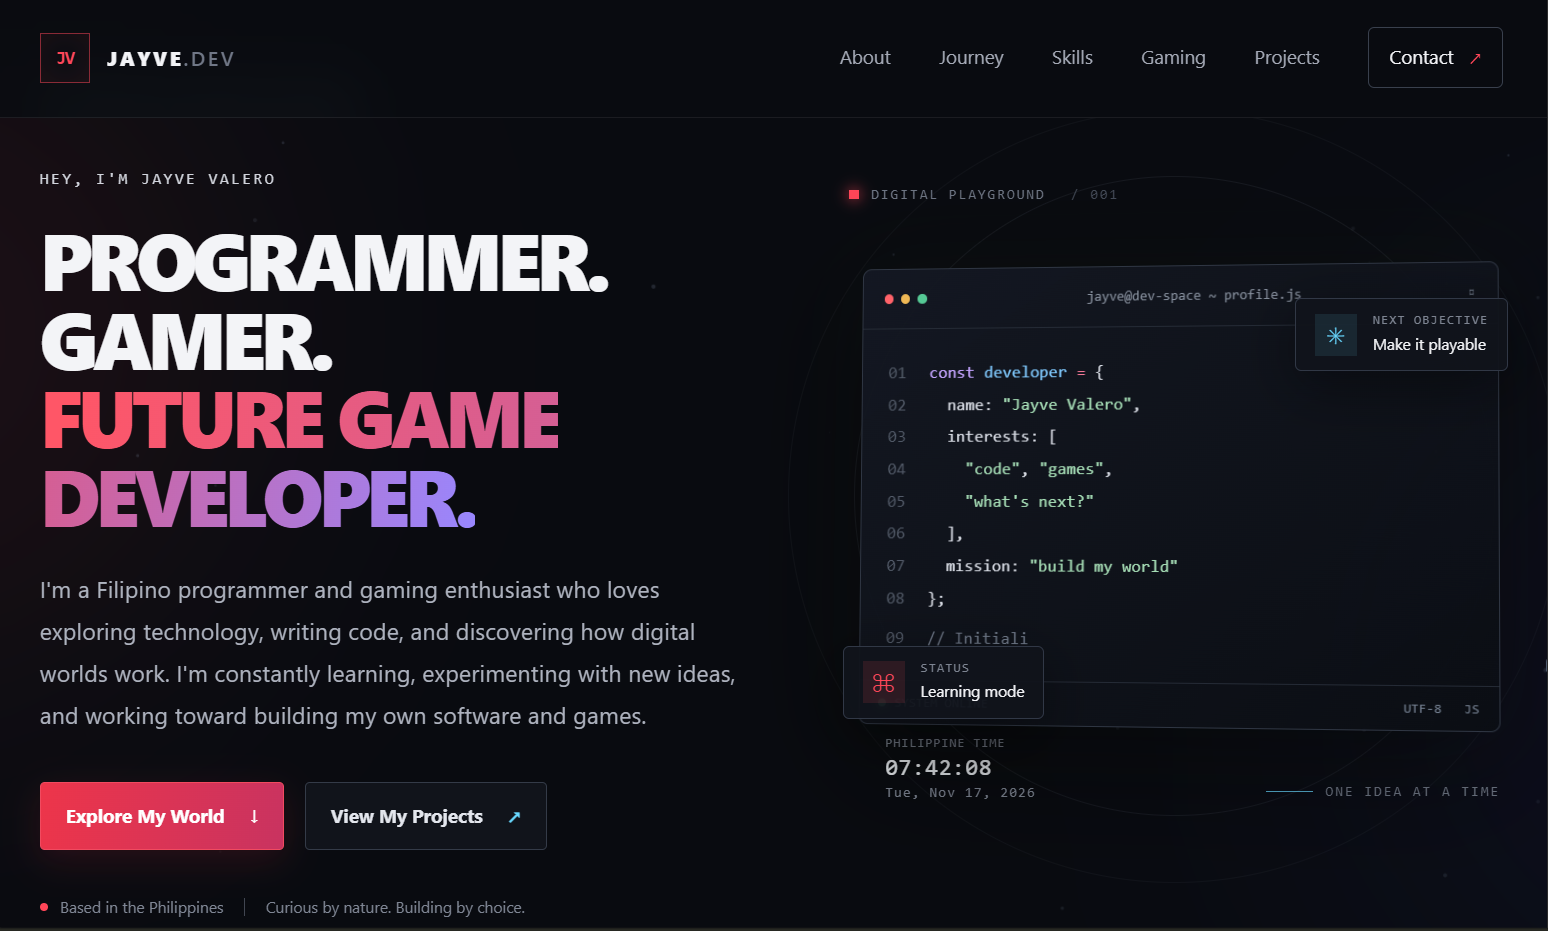 JV
JAYVE.DEV
About
Journey
Skills
Gaming
Projects
Contact ↗
HEY, I'M JAYVE VALERO
PROGRAMMER.
GAMER.
FUTURE GAME
DEVELOPER.
I'm a Filipino programmer and gaming enthusiast who loves
exploring technology, writing code, and discovering how digital
worlds work. I'm constantly learning, experimenting with new ideas,
and working toward building my own software and games.
Explore My World ↓
View My Projects ↗
Based in the Philippines
Curious by nature. Building by choice.
DIGITAL PLAYGROUND / 001
jayve@dev-space ~ profile.js
NEXT OBJECTIVE
Make it playable
01 const developer = {
02 name: "Jayve Valero",
03 interests: [
04 "code", "games",
05 "what's next?"
06 ],
07 mission: "build my world"
08 };
09 // Initiali
STATUS
Learning mode
UTF-8 JS
PHILIPPINE TIME
07:42:08
Tue, Nov 17, 2026
ONE IDEA AT A TIME